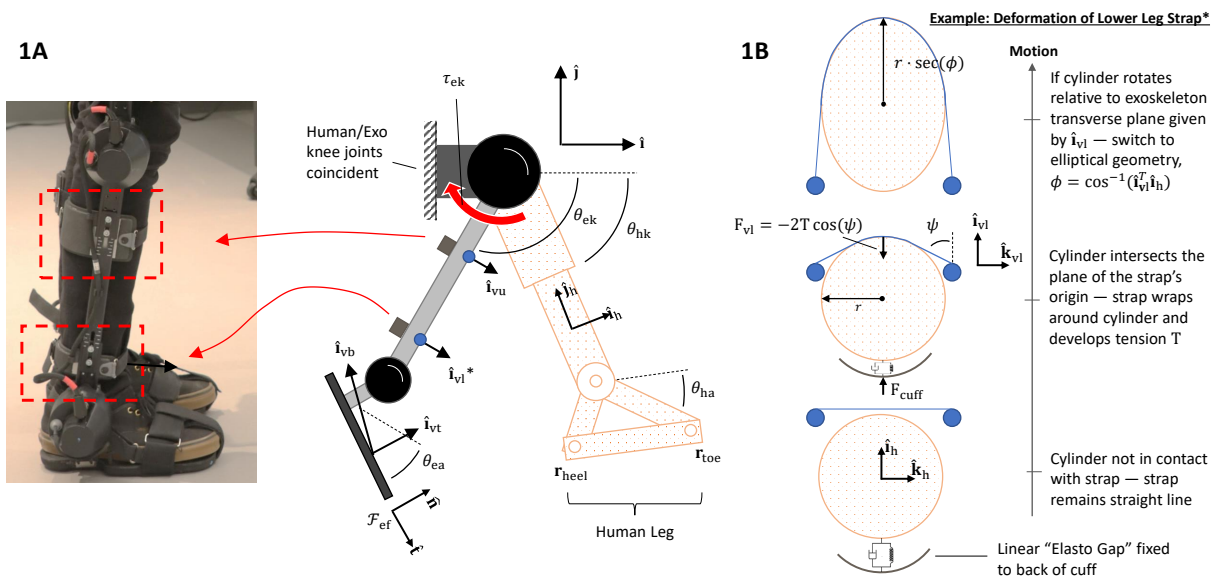 1A
τek
Human/Exo
knee joints
coincident
ĵ
î
θek
θhk
îvu
ĵh
îh
îvb
îvl*
îvt
θea
θha
rheel
rtoe
ℱef
n̂
t̂
Human Leg
Example: Deformation of Lower Leg Strap*
1B
Motion
r · sec(ϕ)
If cylinder rotates
relative to exoskeleton
transverse plane given
by îvl — switch to
elliptical geometry,
ϕ = cos⁻¹(îᵀvl îh)
Fvl = −2T cos(ψ)
ψ
îvl
k̂vl
r
Cylinder intersects the
plane of the strap's
origin — strap wraps
around cylinder and
develops tension T
Fcuff
îh
k̂h
Cylinder not in contact
with strap — strap
remains straight line
Linear "Elasto Gap" fixed
to back of cuff